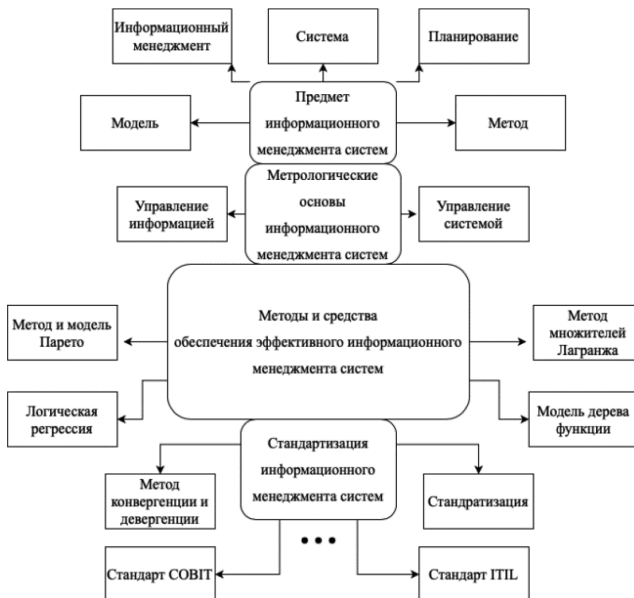 Информационный
менеджмент
Система
Планирование
Предмет
информационного
менеджмента систем
Модель
Метод
Метрологические
основы
информационного
менеджмента систем
Управление
информацией
Управление
системой
Методы и средства
обеспечения эффективного информационного
менеджмента систем
Метод и модель
Парето
Метод
множителей
Лагранжа
Логическая
регрессия
Модель дерева
функции
Стандартизация
информационного
менеджмента систем
Метод
конвергенции и
девергенции
Стандратизация
Стандарт COBIT
Стандарт ITIL